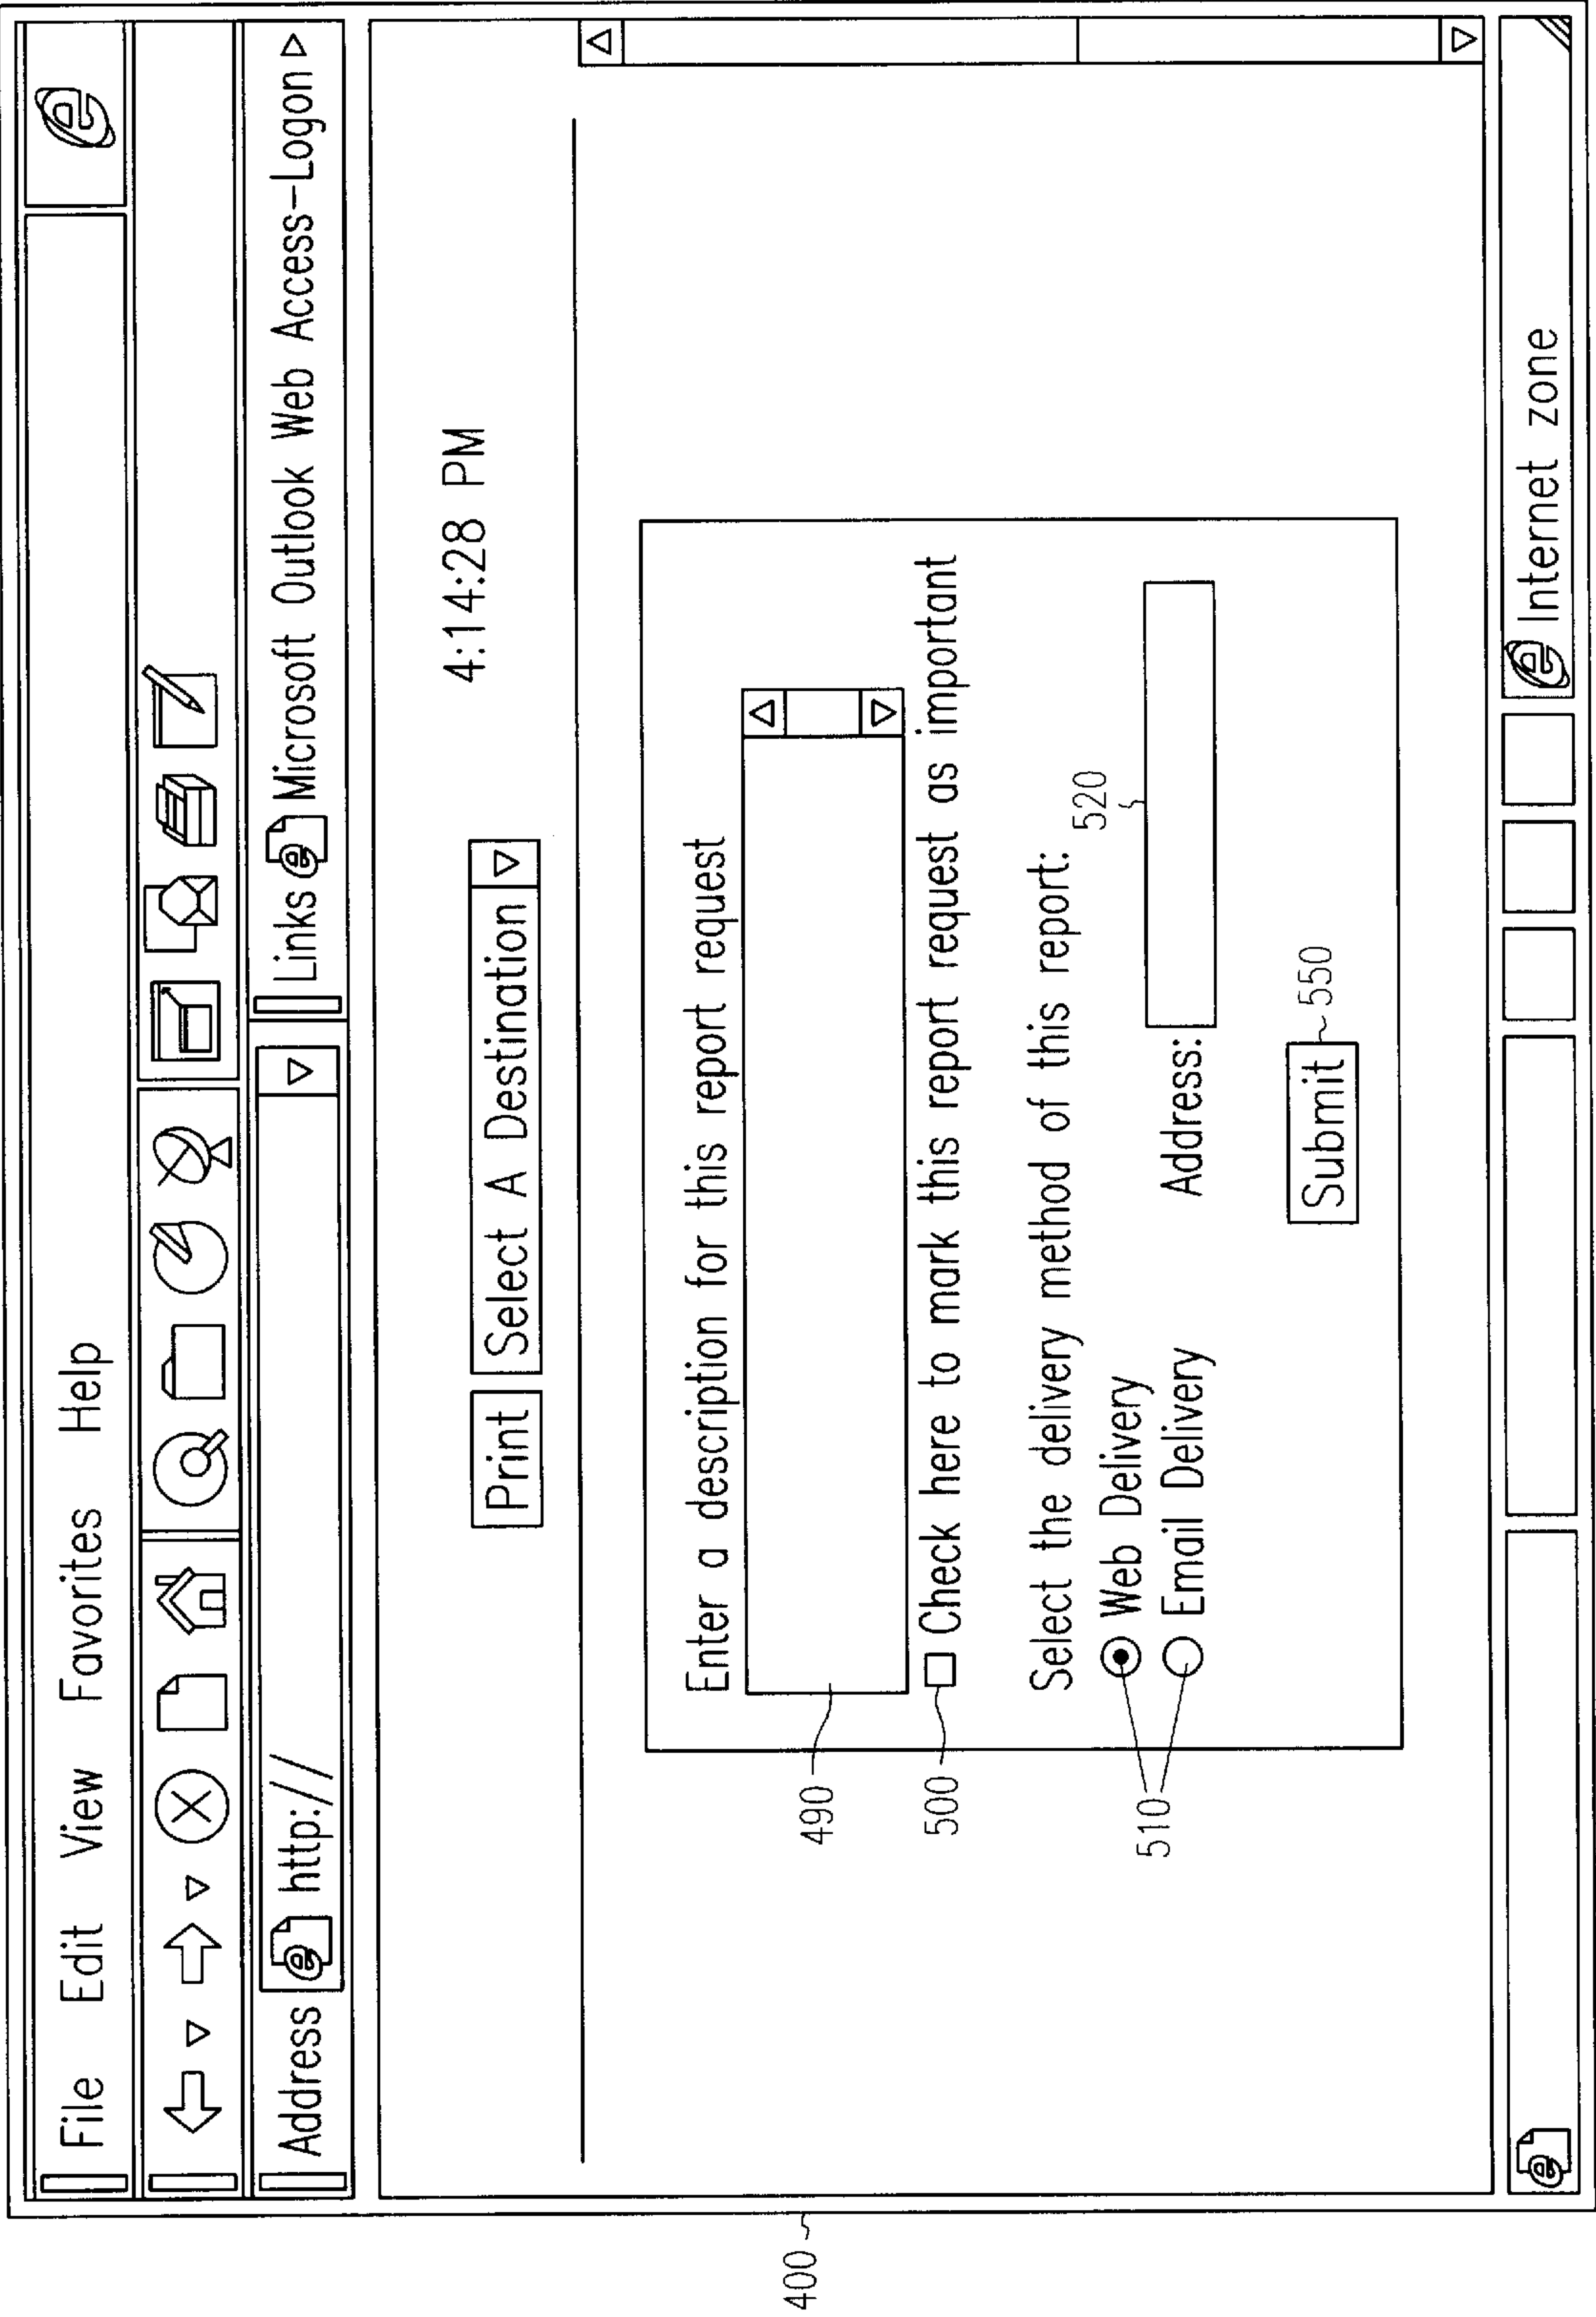 File Edit View Favorites Help
Address http:// Links Microsoft Outlook Web Access-Logon
4:14:28 PM
Print Select A Destination
Enter a description for this report request
490
500 Check here to mark this report request as important
Select the delivery method of this report:
520
510 Web Delivery
Email Delivery Address:
Submit 550
Internet zone
400